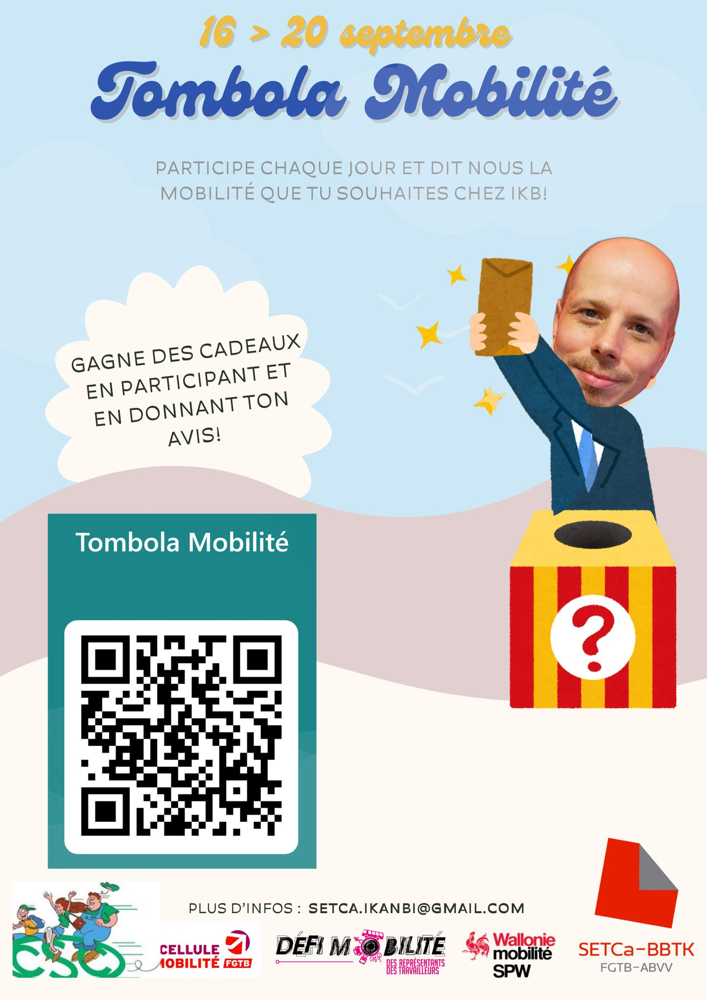 16 > 20 septembre
Tombola Mobilité
PARTICIPE CHAQUE JOUR ET DIT NOUS LA
MOBILITÉ QUE TU SOUHAITES CHEZ IKB!
GAGNE DES CADEAUX
EN PARTICIPANT ET
EN DONNANT TON
AVIS!
Tombola Mobilité
?
PLUS D'INFOS : SETCA.IKANBI@GMAIL.COM
CSC
CELLULE
MOBILITÉ FGTB
DÉFI MOBILITÉ
DES REPRÉSENTANTS
DES TRAVAILLEURS
Wallonie
mobilité
SPW
SETCa-BBTK
FGTB-ABVV